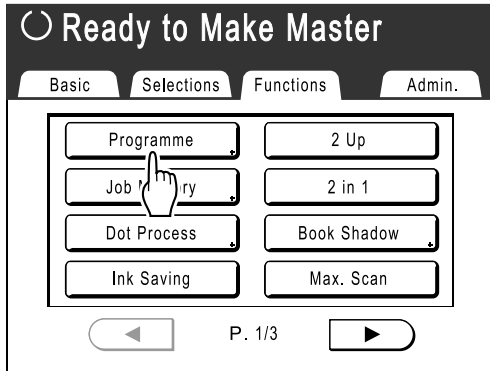 Ready to Make Master
Basic Selections Functions Admin.
Programme 2 Up
Job 2 in 1
Dot Process Book Shadow
Ink Saving Max. Scan
P. 1/3